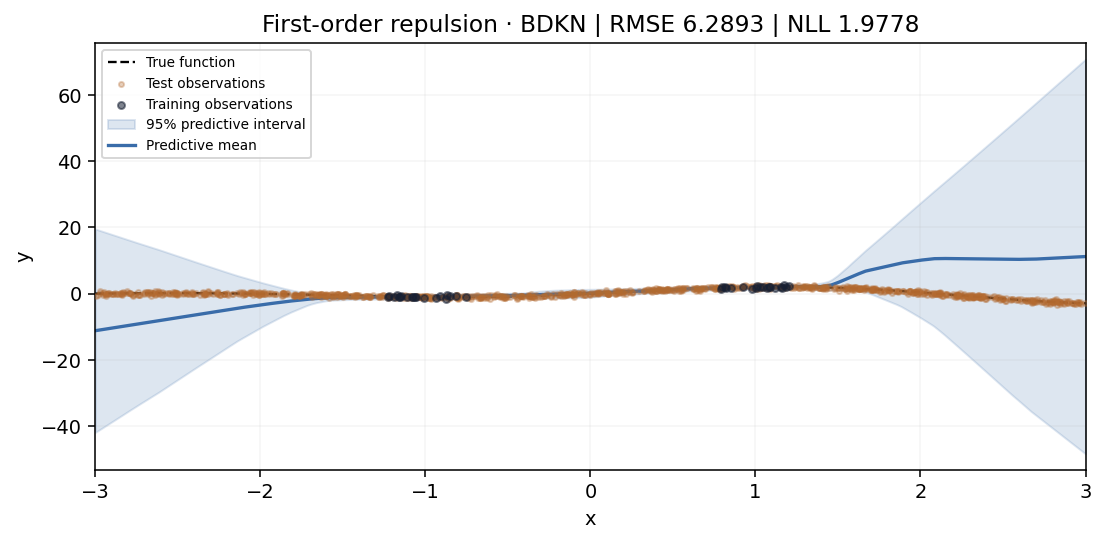 First-order repulsion · BDKN | RMSE 6.2893 | NLL 1.9778
True function
Test observations
Training observations
95% predictive interval
Predictive mean
y
60
40
20
0
−20
−40
−3
−2
−1
0
1
2
3
x